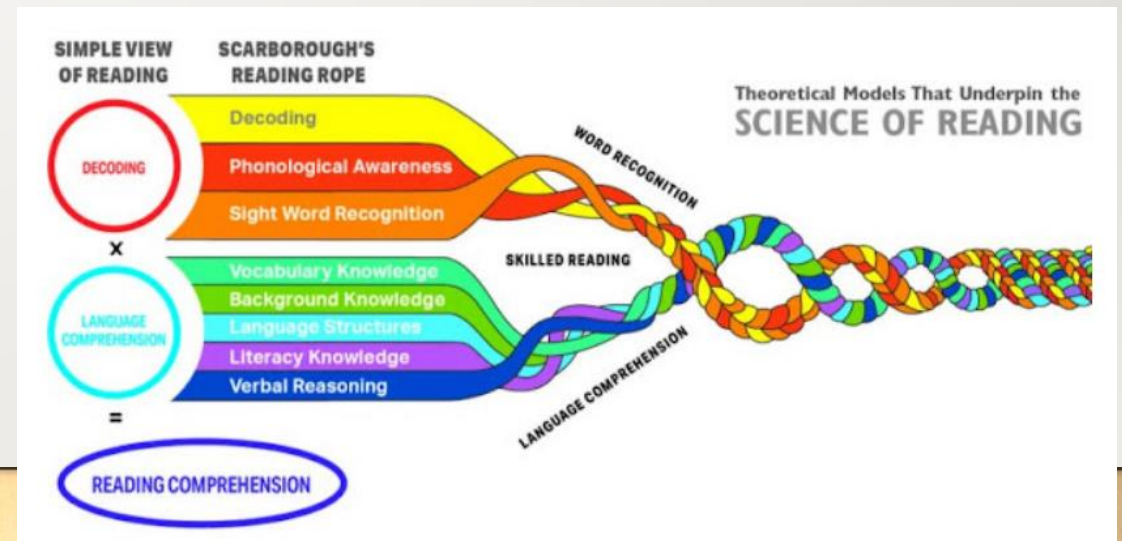 SIMPLE VIEW
OF READING
SCARBOROUGH'S
READING ROPE
Theoretical Models That Underpin the
SCIENCE OF READING
DECODING
x
LANGUAGE
COMPREHENSION
=
READING COMPREHENSION
Decoding
Phonological Awareness
Sight Word Recognition
Vocabulary Knowledge
Background Knowledge
Language Structures
Literacy Knowledge
Verbal Reasoning
WORD RECOGNITION
SKILLED READING
LANGUAGE COMPREHENSION